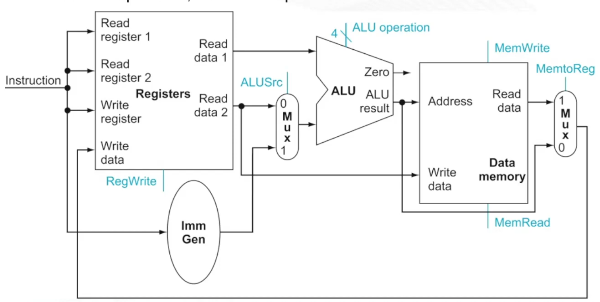 Instruction
Read
register 1
Read
register 2
Write
register
Write
data
Registers
Read
data 1
Read
data 2
RegWrite
Imm
Gen
ALUSrc
0
M
u
x
1
4
ALU operation
Zero
ALU
ALU
result
MemWrite
Address
Read
data
Write
data
Data
memory
MemRead
MemtoReg
1
M
u
x
0